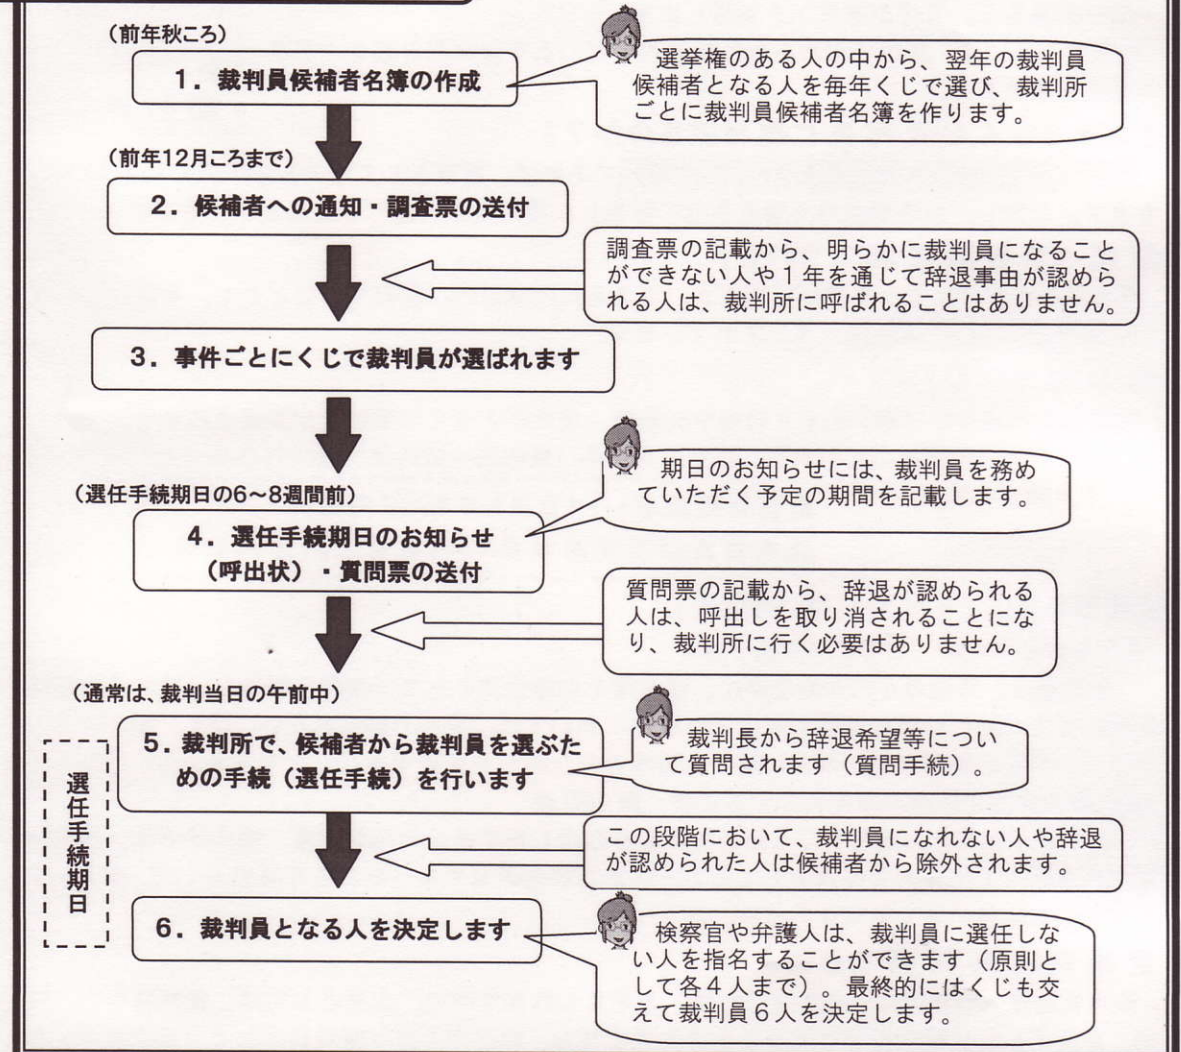 (前年秋ころ)
1．裁判員候補者名簿の作成
選挙権のある人の中から、翌年の裁判員
候補者となる人を毎年くじで選び、裁判所
ごとに裁判員候補者名簿を作ります。
(前年12月ころまで)
2．候補者への通知・調査票の送付
調査票の記載から、明らかに裁判員になること
ができない人や１年を通じて辞退事由が認めら
れる人は、裁判所に呼ばれることはありません。
3．事件ごとにくじで裁判員が選ばれます
期日のお知らせには、裁判員を務め
ていただく予定の期間を記載します。
(選任手続期日の6～8週間前)
4．選任手続期日のお知らせ
（呼出状）・質問票の送付
質問票の記載から、辞退が認められる
人は、呼出しを取り消されることにな
り、裁判所に行く必要はありません。
(通常は、裁判当日の午前中)
選任手続期日
5．裁判所で、候補者から裁判員を選ぶた
めの手続（選任手続）を行います
裁判長から辞退希望等につい
て質問されます（質問手続）。
この段階において、裁判員になれない人や辞退
が認められた人は候補者から除外されます。
6．裁判員となる人を決定します
検察官や弁護人は、裁判員に選任しな
い人を指名することができます（原則と
して各４人まで）。最終的にはくじも交
えて裁判員６人を決定します。